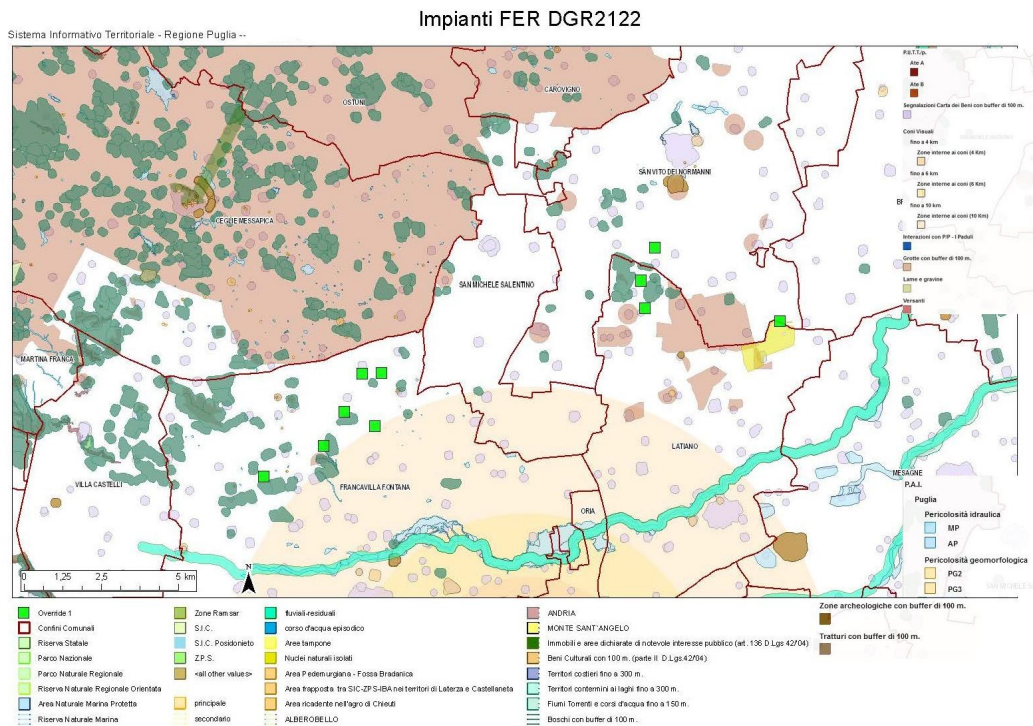 Impianti FER DGR2122
Sistema Informativo Territoriale - Regione Puglia --
P.U.T.T./p.
Ate A
Ate B
Segnalazioni Carta dei Beni con buffer di 100 m.
Coni Visuali
fino a 4 km
Zone interne ai coni (4 Km)
fino a 6 km
Zone interne ai coni (6 Km)
fino a 10 km
Zone interne ai coni (10 Km)
Interazioni con P/P - I Paduli
Grotte con buffer di 100 m.
Lame e gravine
Versanti
OSTUNI
CAROVIGNO
SAN VITO DEI NORMANNI
CEGLIE MESSAPICA
SAN MICHELE SALENTINO
MARTINA FRANCA
LATIANO
MESAGNE
VILLA CASTELLI
FRANCAVILLA FONTANA
ORIA
P.A.I.
Puglia
Pericolosità idraulica
MP
AP
Pericolosità geomorfologica
PG2
PG3
0 1,25 2,5 5 km
N
Override 1
Confini Comunali
Riserva Statale
Parco Nazionale
Parco Naturale Regionale
Riserva Naturale Regionale Orientata
Area Naturale Marina Protetta
Riserva Naturale Marina
Zone Ramsar
S.I.C.
S.I.C. Posidonieto
Z.P.S.
<all other values>
principale
secondario
fluviali-residuali
corso d'acqua episodico
Aree tampone
Nuclei naturali isolati
Area Pedemurgiana - Fossa Bradanica
Area frapposta tra SIC-ZPS-IBA nei territori di Laterza e Castellaneta
Area ricadente nell'agro di Chieuti
ALBEROBELLO
ANDRIA
MONTE SANT'ANGELO
Immobili e aree dichiarate di notevole interesse pubblico (art. 136 D.Lgs 42/04)
Beni Culturali con 100 m. (parte II D.Lgs.42/04)
Territori costieri fino a 300 m.
Territori contermini ai laghi fino a 300 m.
Fiumi Torrenti e corsi d'acqua fino a 150 m.
Boschi con buffer di 100 m.
Zone archeologiche con buffer di 100 m.
Tratturi con buffer di 100 m.